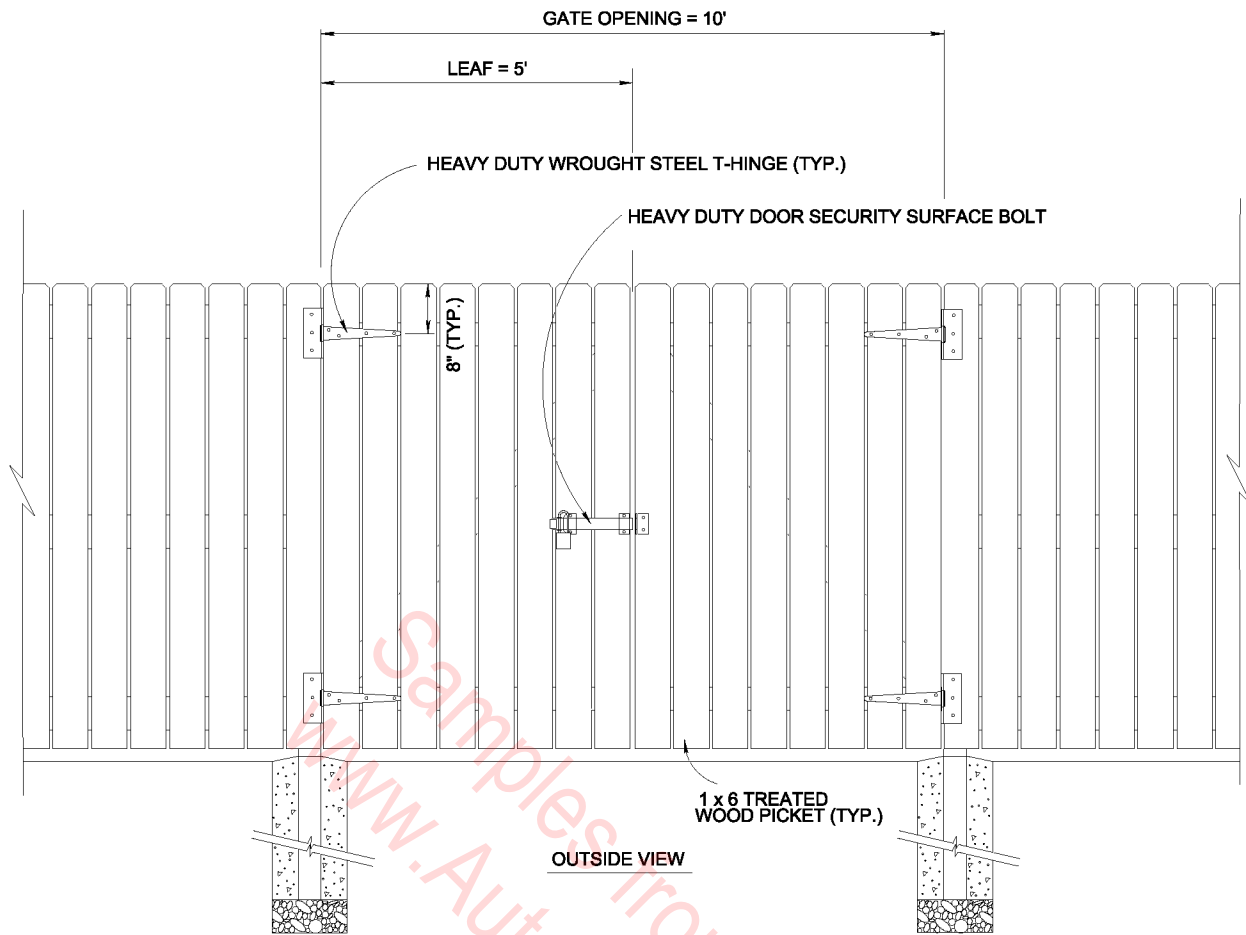 GATE OPENING = 10'
LEAF = 5'
HEAVY DUTY WROUGHT STEEL T-HINGE (TYP.)
HEAVY DUTY DOOR SECURITY SURFACE BOLT
8" (TYP.)
1 x 6 TREATED
WOOD PICKET (TYP.)
OUTSIDE VIEW
Samples from
www.Aut